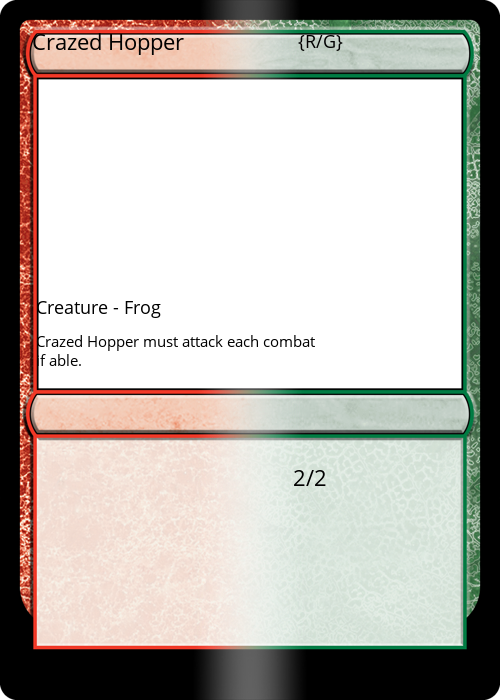 Crazed Hopper {R/G}
Creature - Frog
Crazed Hopper must attack each combat
if able.
2/2